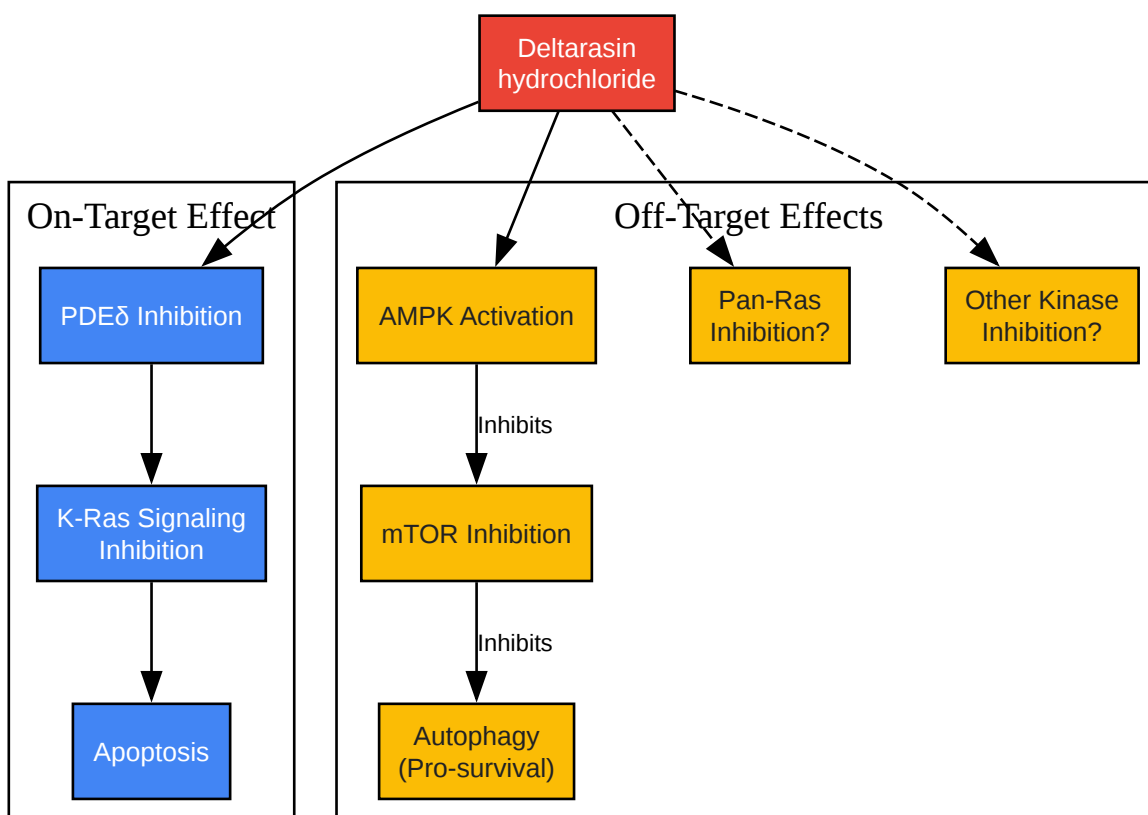 Deltarasin
hydrochloride
On-Target Effect
Off-Target Effects
PDEδ Inhibition
AMPK Activation
Pan-Ras
Inhibition?
Other Kinase
Inhibition?
Inhibits
K-Ras Signaling
Inhibition
mTOR Inhibition
Inhibits
Apoptosis
Autophagy
(Pro-survival)